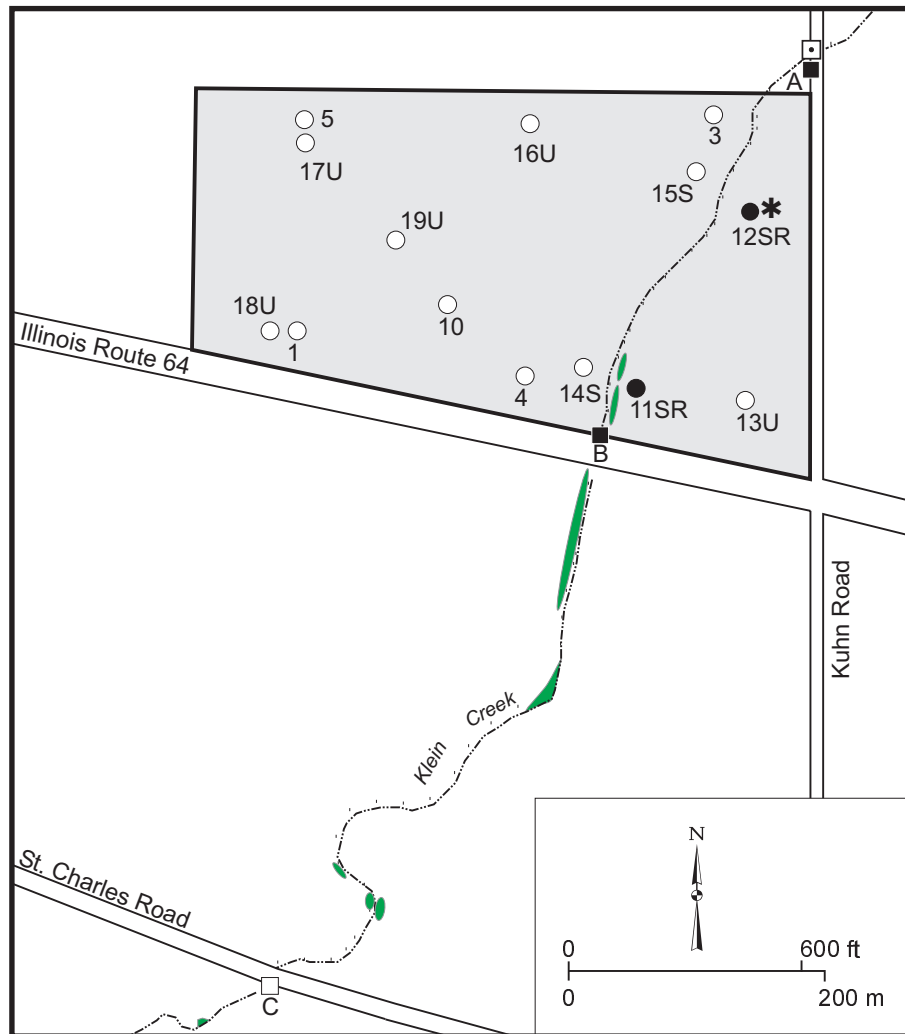 A
5
3
16U
17U
15S
19U
✱
12SR
18U
10
1
Illinois Route 64
14S
4
11SR
13U
B
Kuhn Road
Klein Creek
N
St. Charles Road
0 600 ft
0 200 m
C